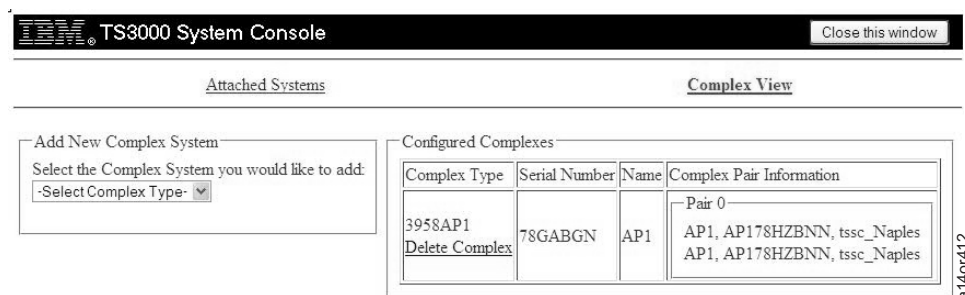 IBM® TS3000 System Console
Close this window
Attached Systems
Complex View
Add New Complex System
Select the Complex System you would like to add:
-Select Complex Type-
Configured Complexes
Complex Type Serial Number Name Complex Pair Information
3958AP1
Delete Complex
78GABGN
AP1
Pair 0
AP1, AP178HZBNN, tssc_Naples
AP1, AP178HZBNN, tssc_Naples